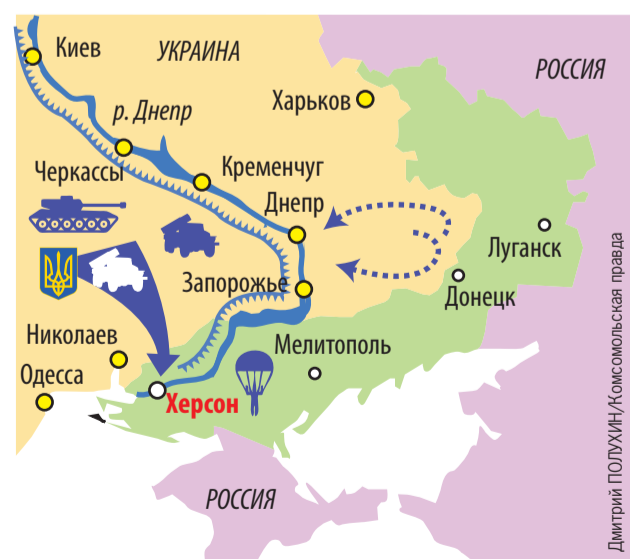 Киев
УКРАИНА
РОССИЯ
Харьков
р. Днепр
Черкассы
Кременчуг
Днепр
Луганск
Запорожье
Донецк
Николаев
Мелитополь
Одесса
Херсон
РОССИЯ
Дмитрий ПОЛУХИН/Комсомольская правда